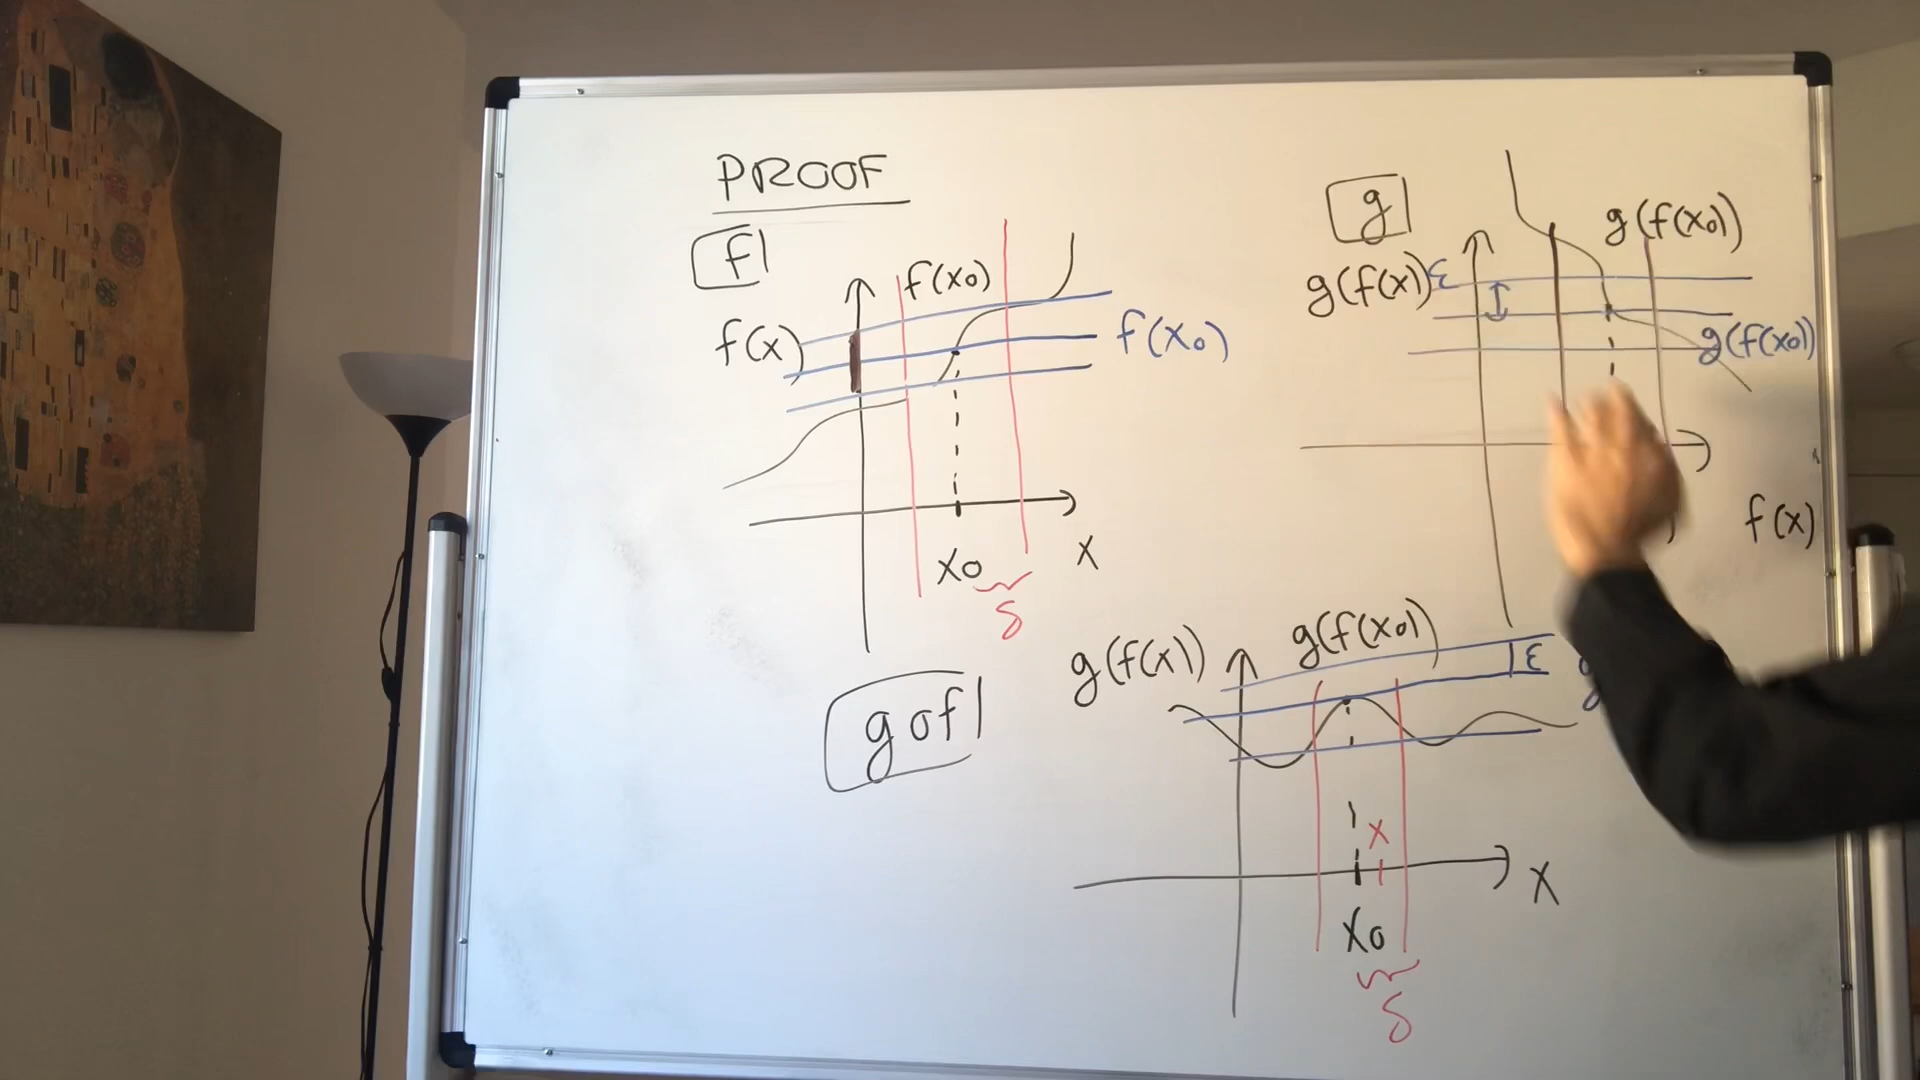 PROOF
f
f(x0)
f(x)
f(x0)
x0
x
δ
g
g(f(x0))
g(f(x))
ε
g(f(x0))
f(x)
g∘f
g(f(x))
g(f(x0))
ε
x
x
x0
δ